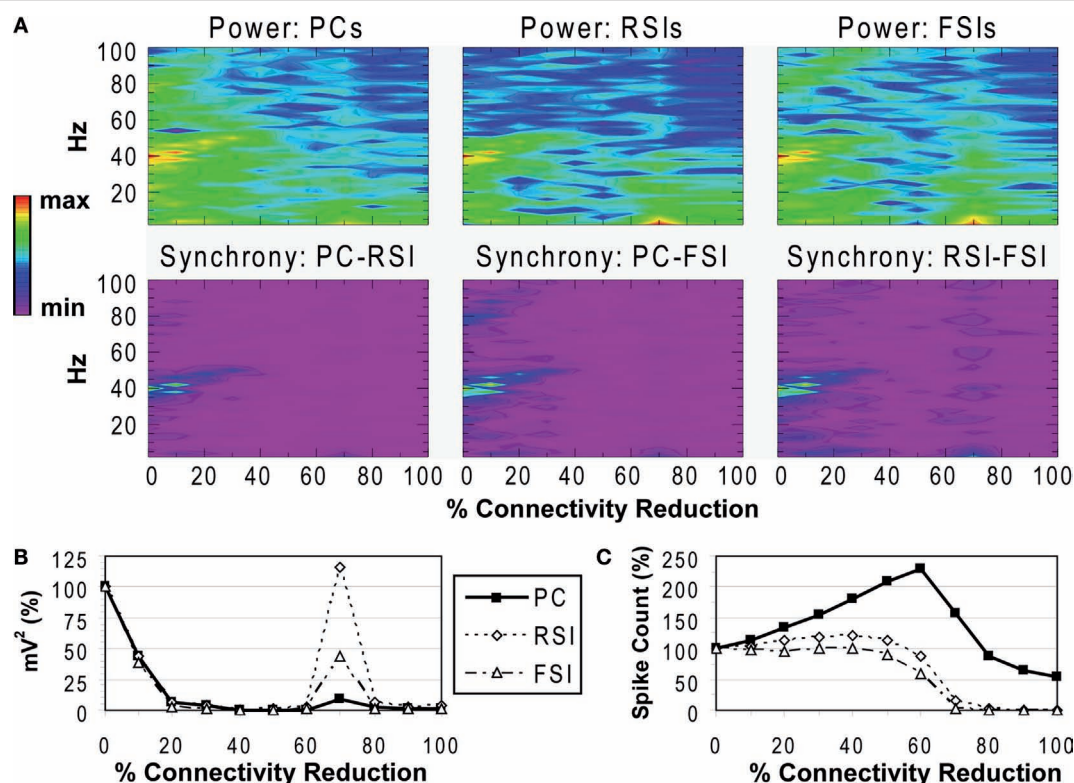 A
Power: PCs Power: RSIs Power: FSIs
100
80
60
40
20
Hz
max
min
Synchrony: PC-RSI Synchrony: PC-FSI Synchrony: RSI-FSI
100
80
60
40
20
Hz
0 20 40 60 80 100 0 20 40 60 80 100 0 20 40 60 80 100
% Connectivity Reduction
B
125
100
75
50
25
0
mV² (%)
0 20 40 60 80 100
% Connectivity Reduction
PC
RSI
FSI
C
250
200
150
100
50
0
Spike Count (%)
0 20 40 60 80 100
% Connectivity Reduction